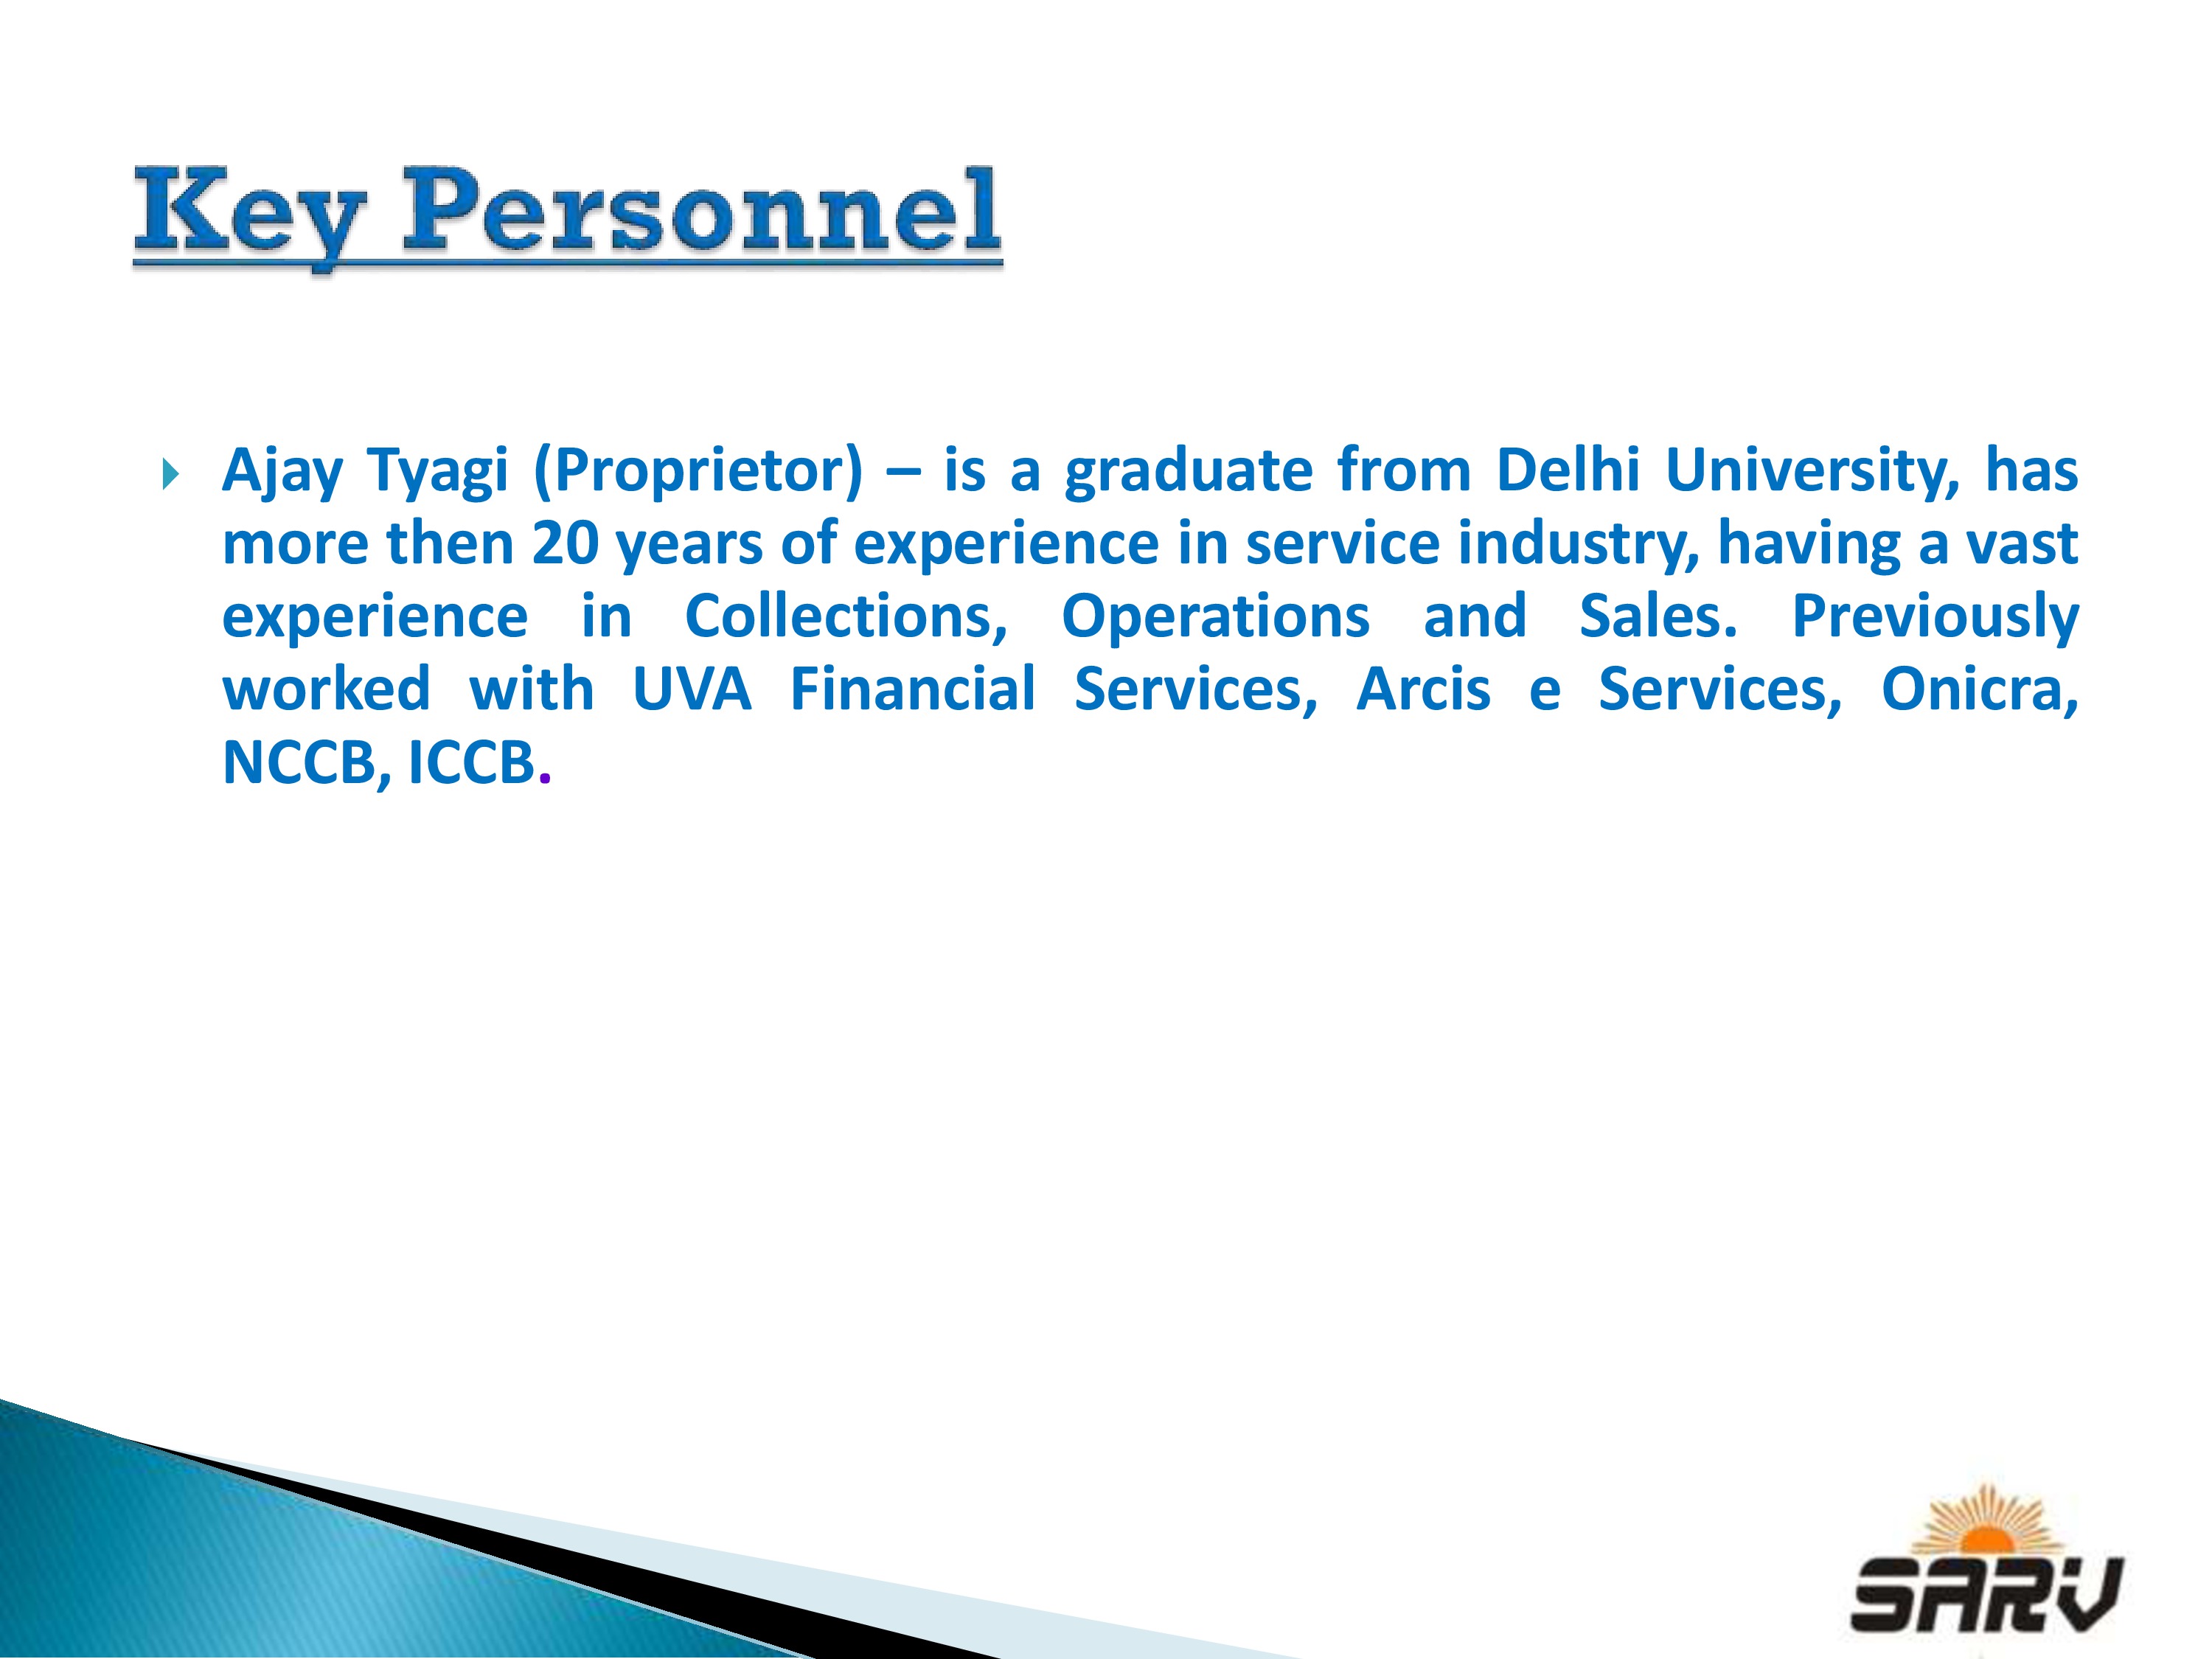 Key Personnel
Ajay Tyagi (Proprietor) – is a graduate from Delhi University, has
more then 20 years of experience in service industry, having a vast
experience in Collections, Operations and Sales. Previously
worked with UVA Financial Services, Arcis e Services, Onicra,
NCCB, ICCB.
SARV